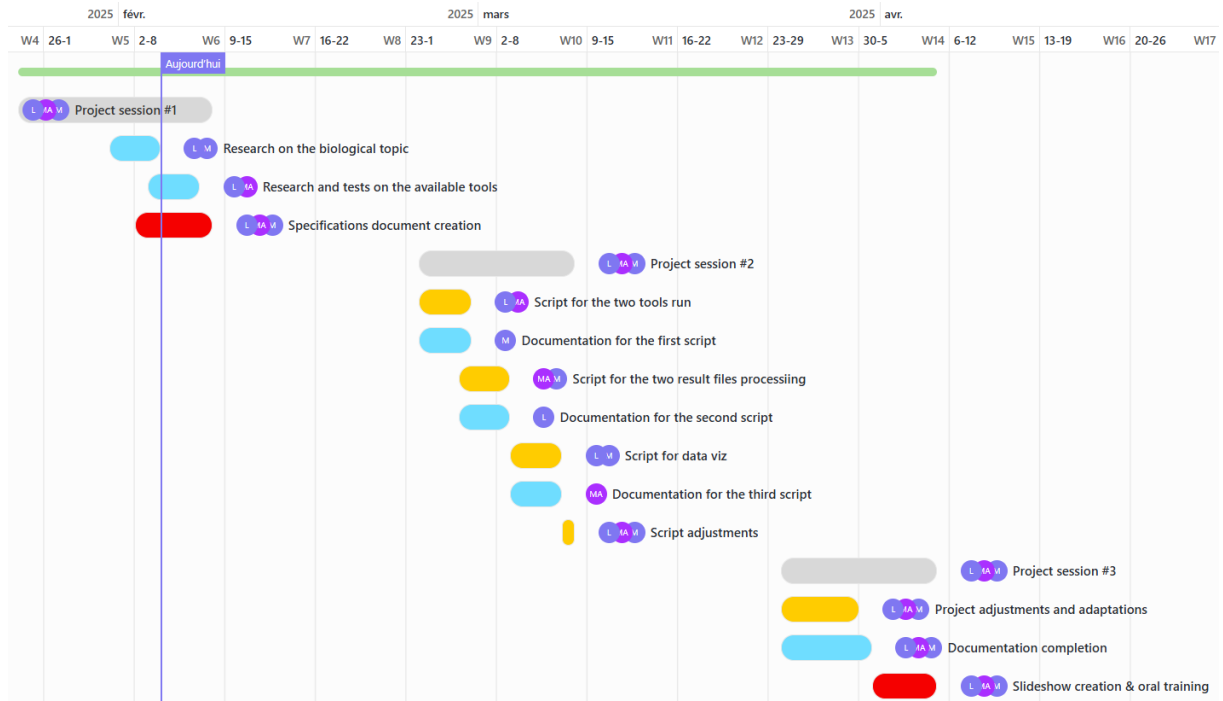 2025 févr. 2025 mars 2025 avr.
W4 26-1 W5 2-8 W6 9-15 W7 16-22 W8 23-1 W9 2-8 W10 9-15 W11 16-22 W12 23-29 W13 30-5 W14 6-12 W15 13-19 W16 20-26 W17
Aujourd'hui
L MA M Project session #1
L M Research on the biological topic
L MA Research and tests on the available tools
L MA M Specifications document creation
L MA M Project session #2
L MA Script for the two tools run
M Documentation for the first script
MA M Script for the two result files processiing
L Documentation for the second script
L M Script for data viz
MA Documentation for the third script
L MA M Script adjustments
L MA M Project session #3
L MA M Project adjustments and adaptations
L MA M Documentation completion
L MA M Slideshow creation & oral training